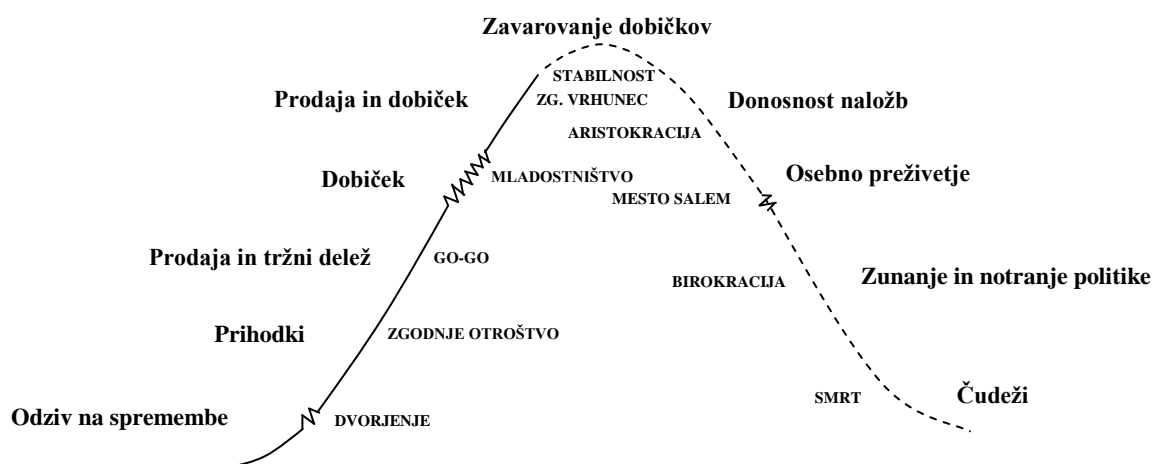 Zavarovanje dobičkov
STABILNOST
Prodaja in dobiček
ZG. VRHUNEC
Donosnost naložb
ARISTOKRACIJA
Dobiček
MLADOSTNIŠTVO
Osebno preživetje
MESTO SALEM
Prodaja in tržni delež
GO-GO
BIROKRACIJA
Zunanje in notranje politike
Prihodki
ZGODNJE OTROŠTVO
SMRT
Čudeži
Odziv na spremembe
DVORJENJE